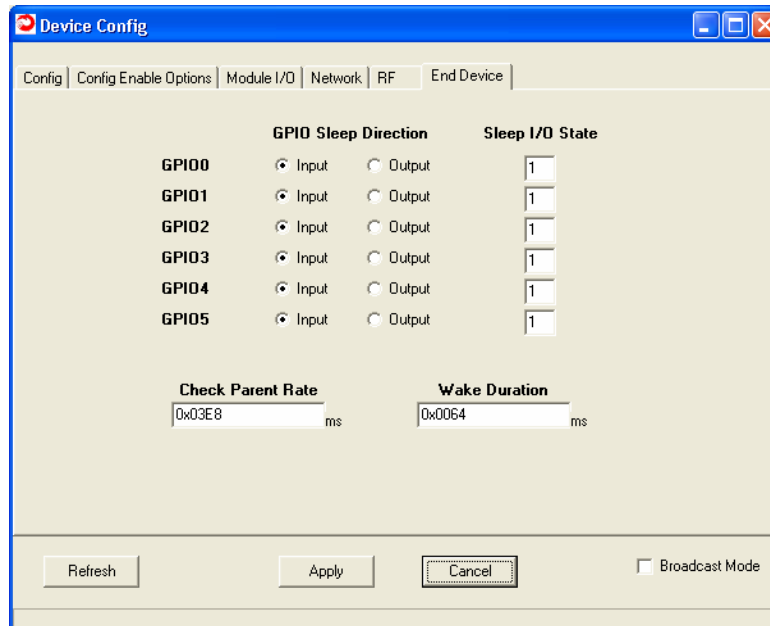 Device Config
Config Config Enable Options Module I/O Network RF End Device
GPIO Sleep Direction Sleep I/O State
GPIO0 Input Output 1
GPIO1 Input Output 1
GPIO2 Input Output 1
GPIO3 Input Output 1
GPIO4 Input Output 1
GPIO5 Input Output 1
Check Parent Rate Wake Duration
0x03E8 ms 0x0064 ms
Refresh Apply Cancel Broadcast Mode